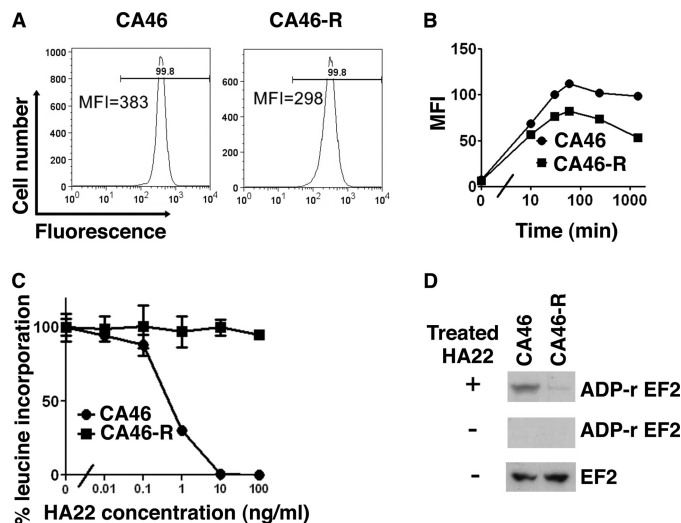 A
CA46
CA46-R
1000
800
600
400
200
0
99.8
MFI=383
10⁰ 10¹ 10² 10³ 10⁴
600
400
200
0
99.8
MFI=298
10⁰ 10¹ 10² 10³ 10⁴
Cell number
Fluorescence
B
MFI
150
100
50
0
CA46
CA46-R
0 10 100 1000
Time (min)
C
% leucine incorporation
100
50
0
CA46
CA46-R
0 0.01 0.1 1 10 100
HA22 concentration (ng/ml)
D
Treated
HA22
CA46
CA46-R
+ ADP-r EF2
- ADP-r EF2
- EF2